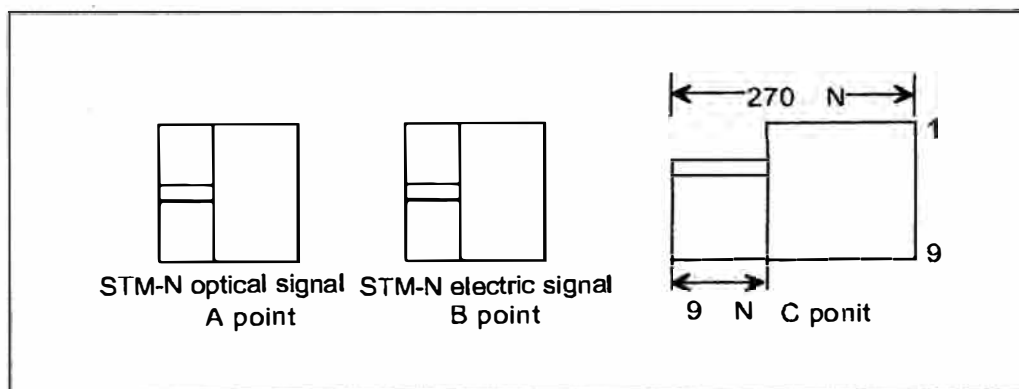 270 N
1
9
STM-N optical signal STM-N electric signal
A point B point 9 N C ponit